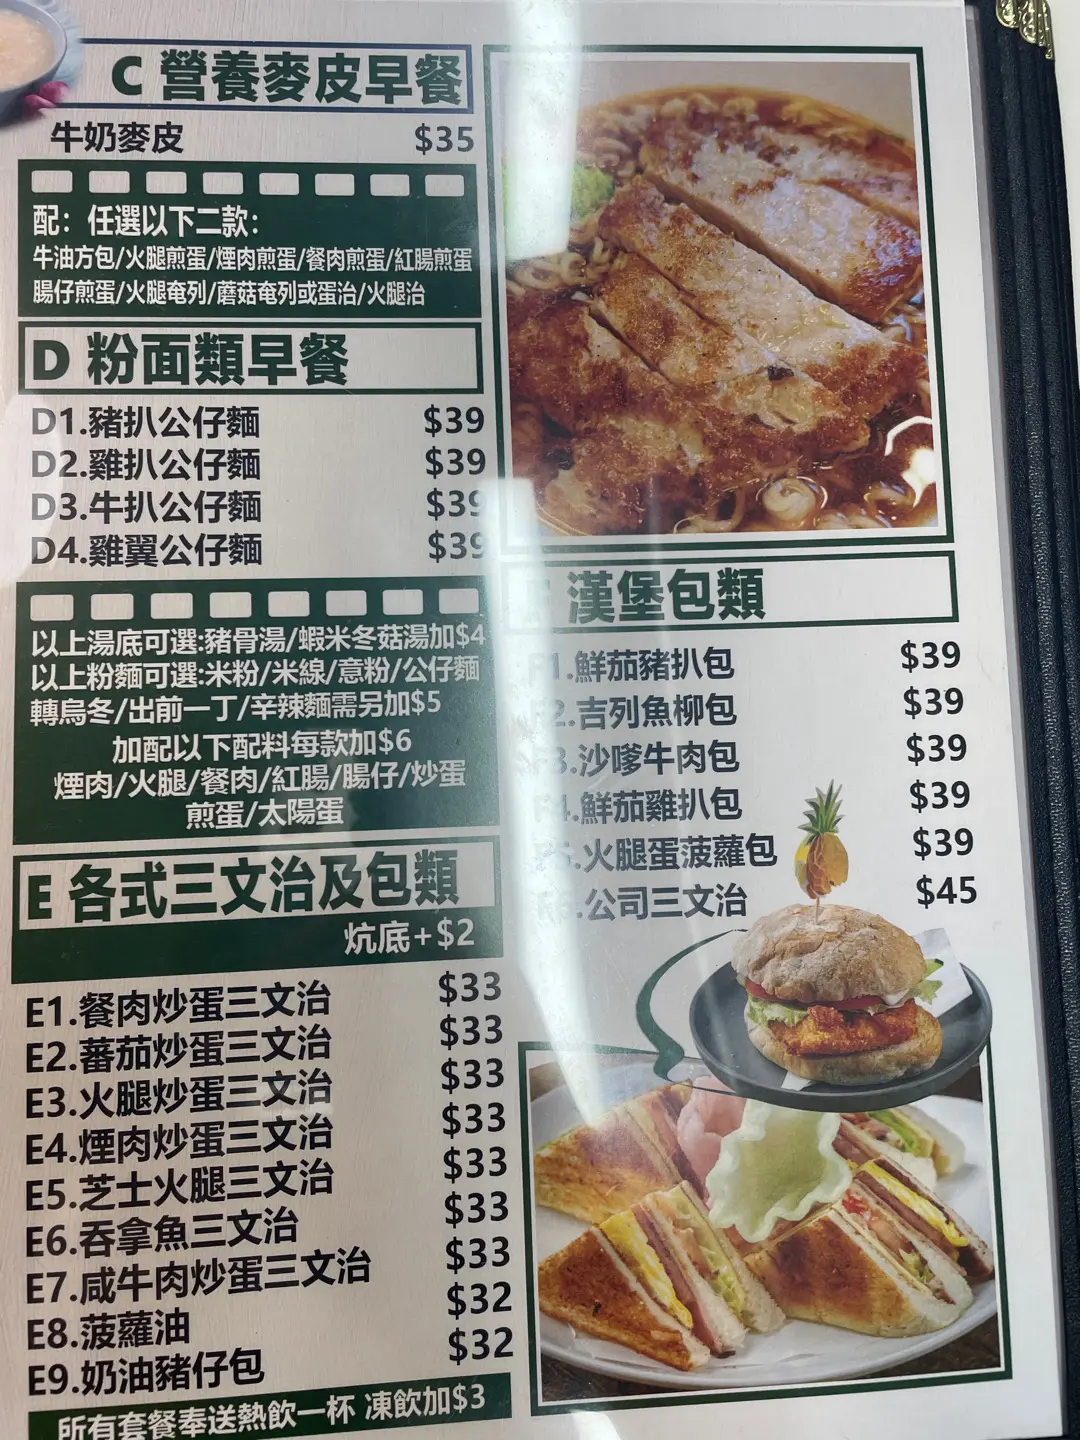 C 營養麥皮早餐
牛奶麥皮 $35
配：任選以下二款：
牛油方包/火腿煎蛋/煙肉煎蛋/餐肉煎蛋/紅腸煎蛋
腸仔煎蛋/火腿奄列/蘑菇奄列或蛋治/火腿治
D 粉面類早餐
D1.豬扒公仔麵 $39
D2.雞扒公仔麵 $39
D3.牛扒公仔麵 $39
D4.雞翼公仔麵 $39
以上湯底可選:豬骨湯/蝦米冬菇湯加$4
以上粉麵可選:米粉/米線/意粉/公仔麵
轉烏冬/出前一丁/辛辣麵需另加$5
加配以下配料每款加$6
煙肉/火腿/餐肉/紅腸/腸仔/炒蛋
煎蛋/太陽蛋
E 各式三文治及包類
炕底+$2
E1.餐肉炒蛋三文治 $33
E2.蕃茄炒蛋三文治 $33
E3.火腿炒蛋三文治 $33
E4.煙肉炒蛋三文治 $33
E5.芝士火腿三文治 $33
E6.吞拿魚三文治 $33
E7.咸牛肉炒蛋三文治 $33
E8.菠蘿油 $32
E9.奶油豬仔包 $32
所有套餐奉送熱飲一杯 凍飲加$3
漢堡包類
F1.鮮茄豬扒包 $39
F2.吉列魚柳包 $39
F3.沙嗲牛肉包 $39
F4.鮮茄雞扒包 $39
F5.火腿蛋菠蘿包 $39
F6.公司三文治 $45